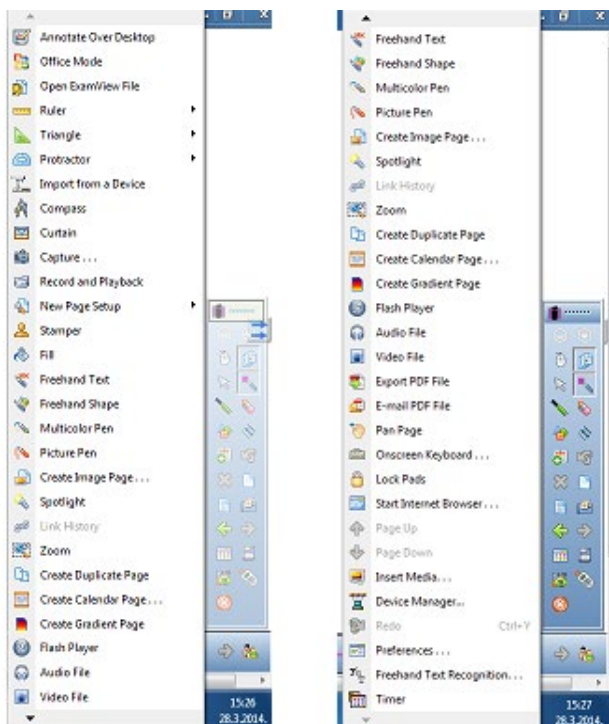 Annotate Over Desktop
Office Mode
Open ExamView File
Ruler
Triangle
Protractor
Import from a Device
Compass
Curtain
Capture . . .
Record and Playback
New Page Setup
Stamper
Fill
Freehand Text
Freehand Shape
Multicolor Pen
Picture Pen
Create Image Page . . .
Spotlight
Link History
Zoom
Create Duplicate Page
Create Calendar Page . . .
Create Gradient Page
Flash Player
Audio File
Video File
15:26
28.3.2014.
Freehand Text
Freehand Shape
Multicolor Pen
Picture Pen
Create Image Page . . .
Spotlight
Link History
Zoom
Create Duplicate Page
Create Calendar Page . . .
Create Gradient Page
Flash Player
Audio File
Video File
Export PDF File
E-mail PDF File
Pan Page
Onscreen Keyboard . . .
Lock Pads
Start Internet Browser . . .
Page Up
Page Down
Insert Media . . .
Device Manager...
Redo Ctrl+Y
Preferences . . .
Freehand Text Recognition . . .
Timer
15:27
28.3.2014.